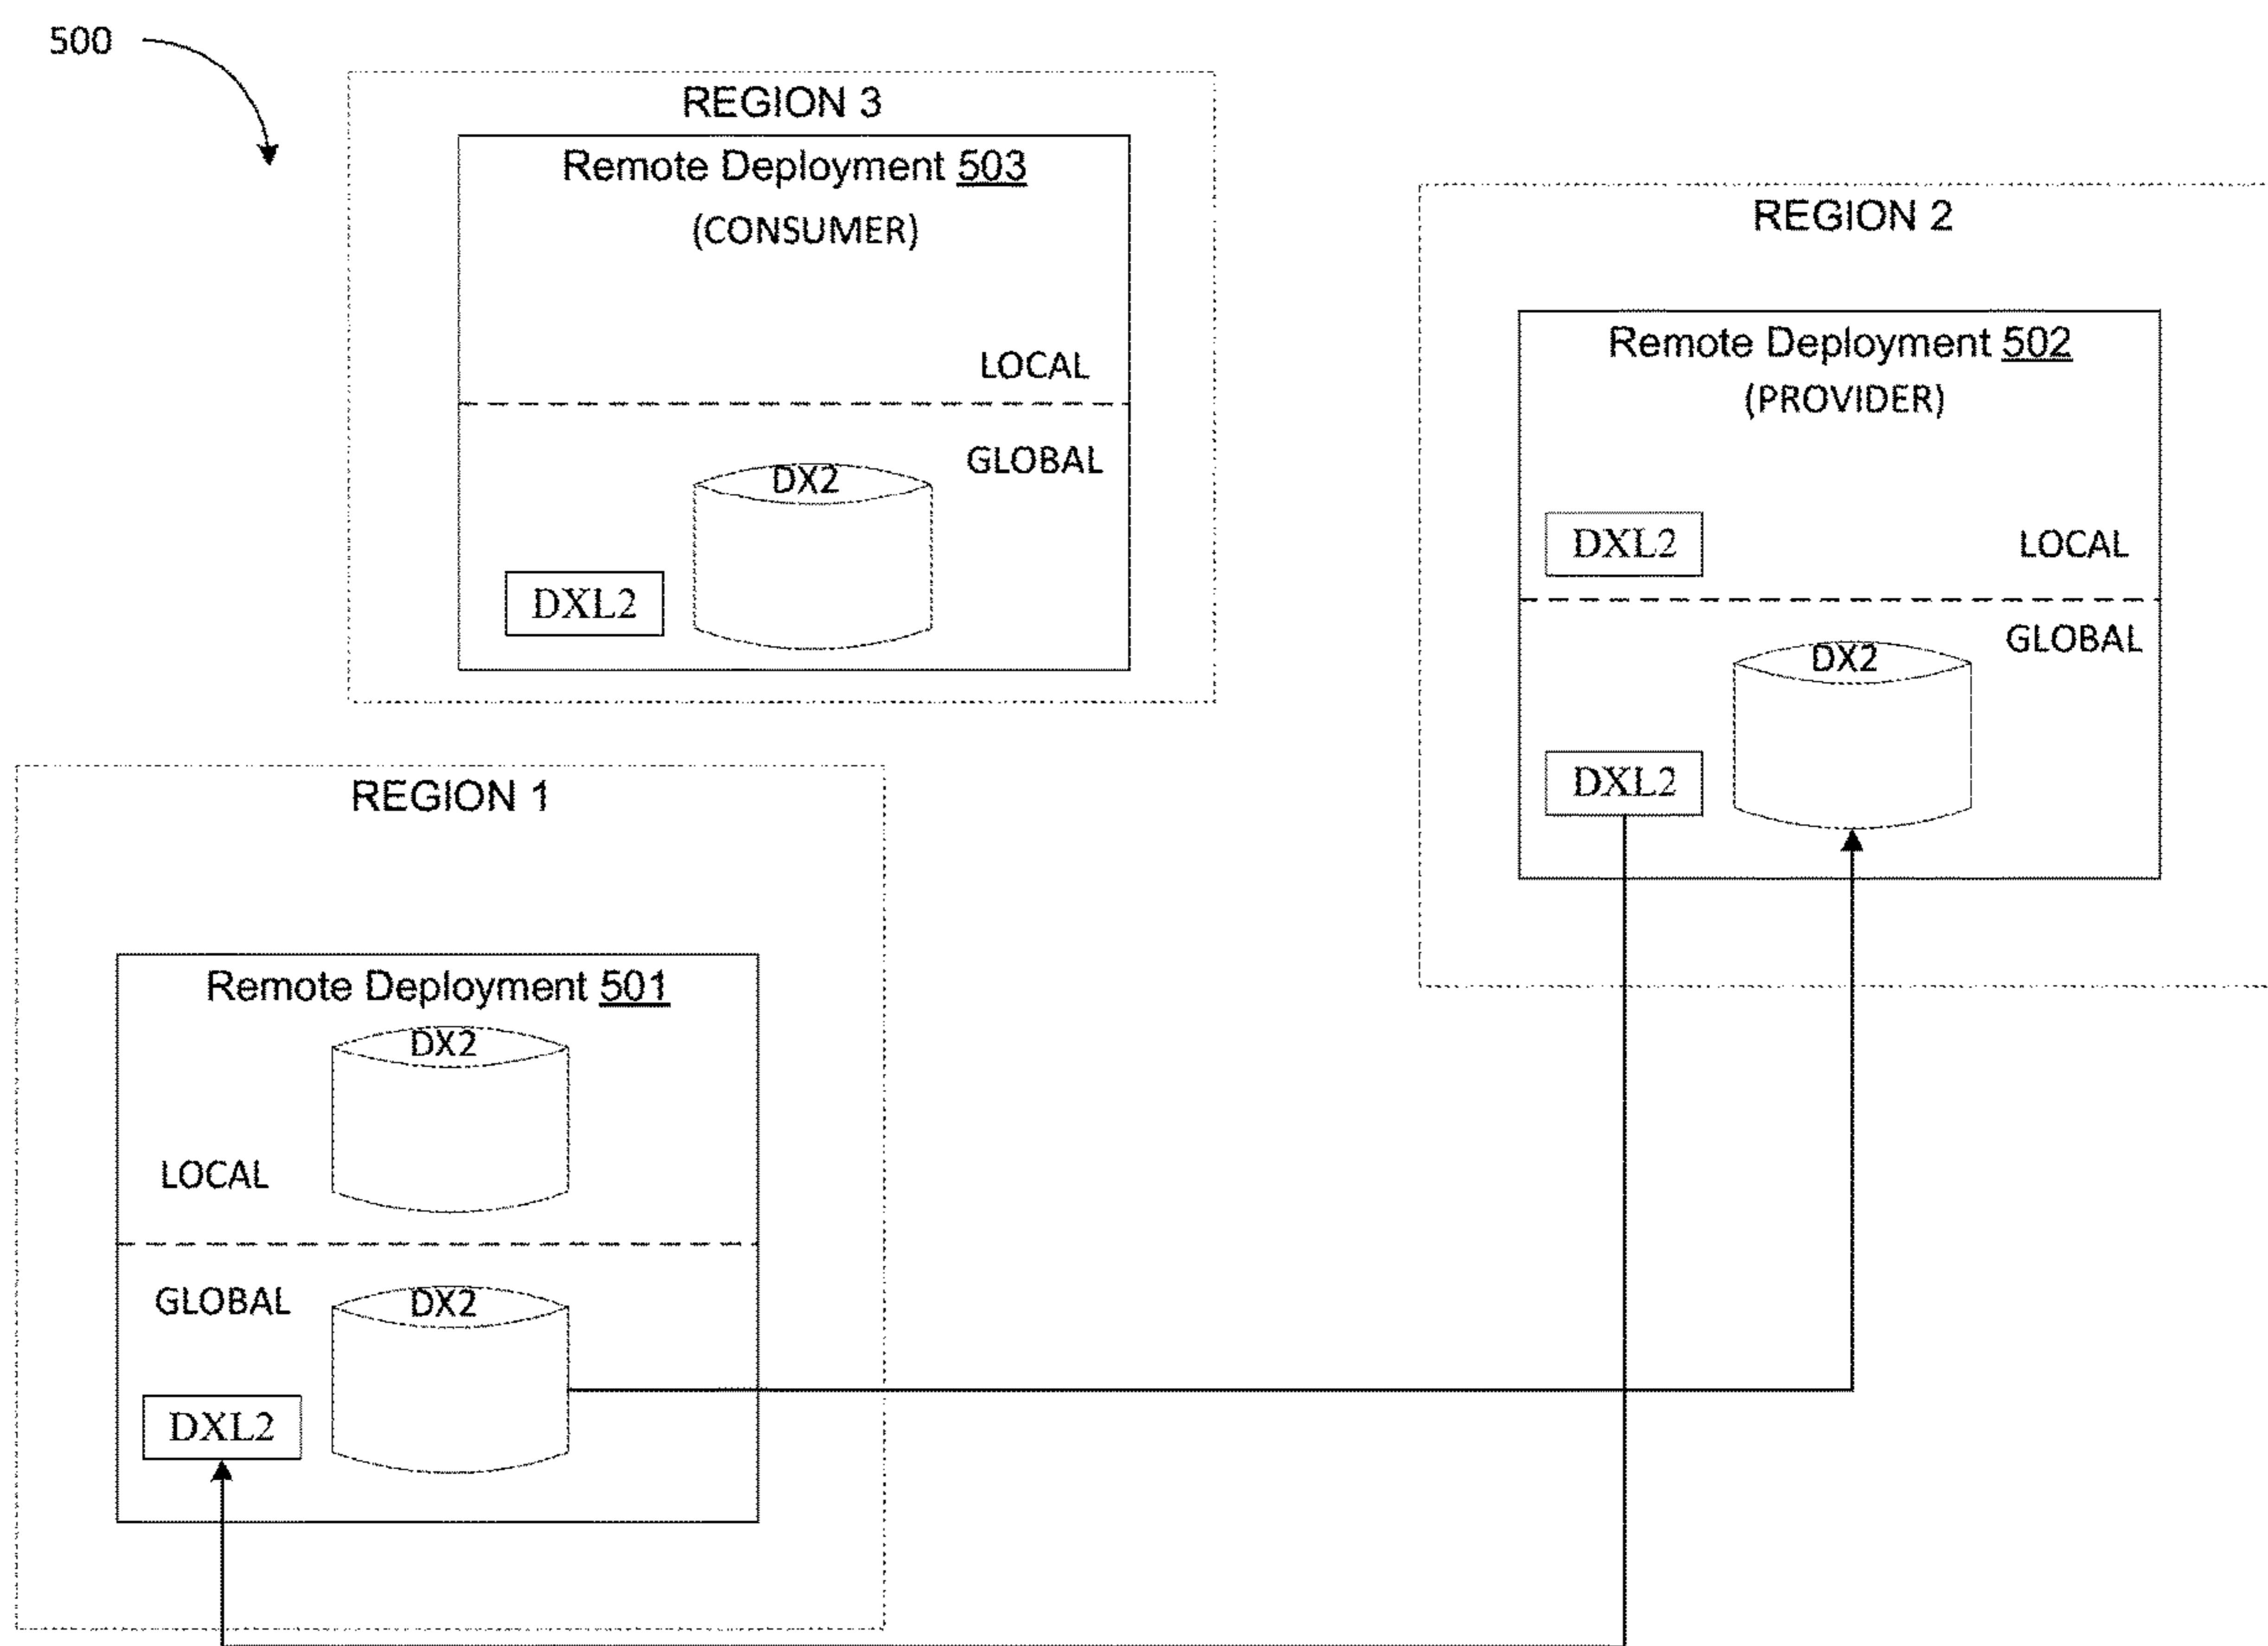 500
REGION 3
Remote Deployment 503
(CONSUMER)
LOCAL
GLOBAL
DX2
DXL2
REGION 2
Remote Deployment 502
(PROVIDER)
DXL2
LOCAL
GLOBAL
DX2
DXL2
REGION 1
Remote Deployment 501
DX2
LOCAL
GLOBAL
DX2
DXL2